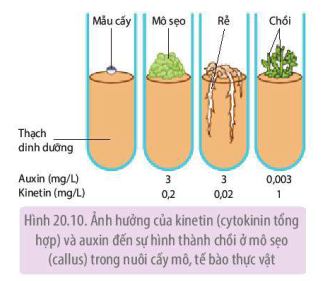 Mẫu cấy Mô sẹo Rễ Chồi
Thạch
dinh dưỡng
Auxin (mg/L) 3 3 0,003
Kinetin (mg/L) 0,2 0,02 1
Hình 20.10. Ảnh hưởng của kinetin (cytokinin tổng
hợp) và auxin đến sự hình thành chồi ở mô sẹo
(callus) trong nuôi cấy mô, tế bào thực vật